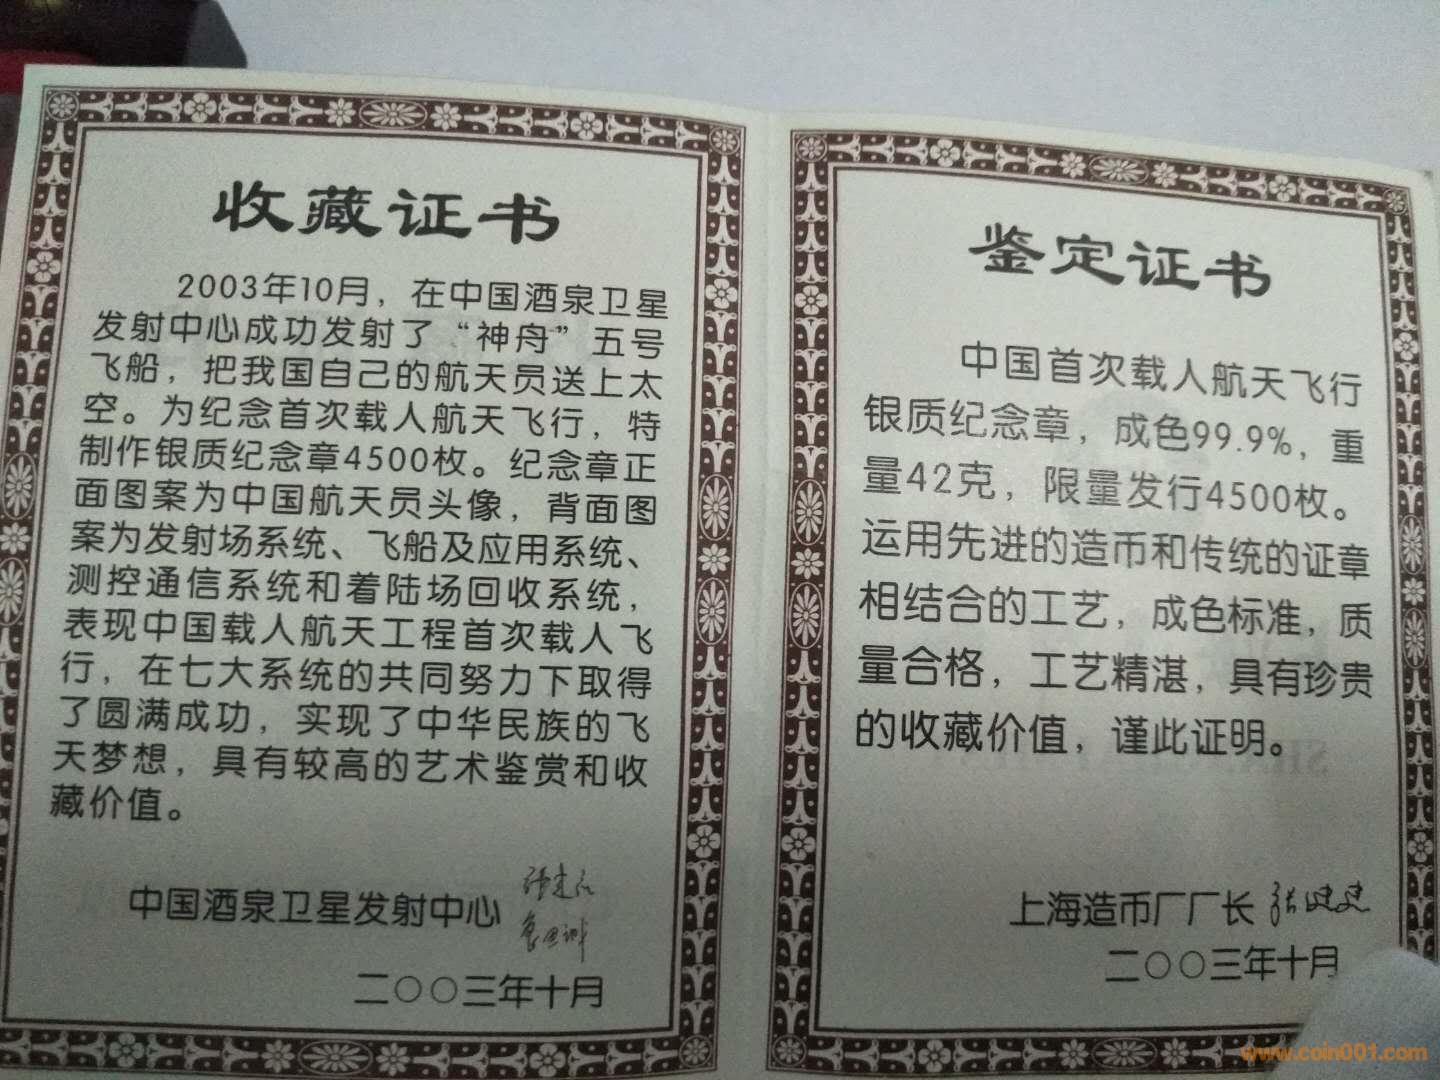 收藏证书
2003年10月，在中国酒泉卫星
发射中心成功发射了“神舟”五号
飞船，把我国自己的航天员送上太
空。为纪念首次载人航天飞行，特
制作银质纪念章4500枚。纪念章正
面图案为中国航天员头像，背面图
案为发射场系统、飞船及应用系统、
测控通信系统和着陆场回收系统，
表现中国载人航天工程首次载人飞
行，在七大系统的共同努力下取得
了圆满成功，实现了中华民族的飞
天梦想，具有较高的艺术鉴赏和收
藏价值。
中国酒泉卫星发射中心
二〇〇三年十月
鉴定证书
中国首次载人航天飞行
银质纪念章，成色99.9%，重
量42克，限量发行4500枚。
运用先进的造币和传统的证章
相结合的工艺，成色标准，质
量合格，工艺精湛，具有珍贵
的收藏价值，谨此证明。
上海造币厂厂长
二〇〇三年十月
www.coin001.com